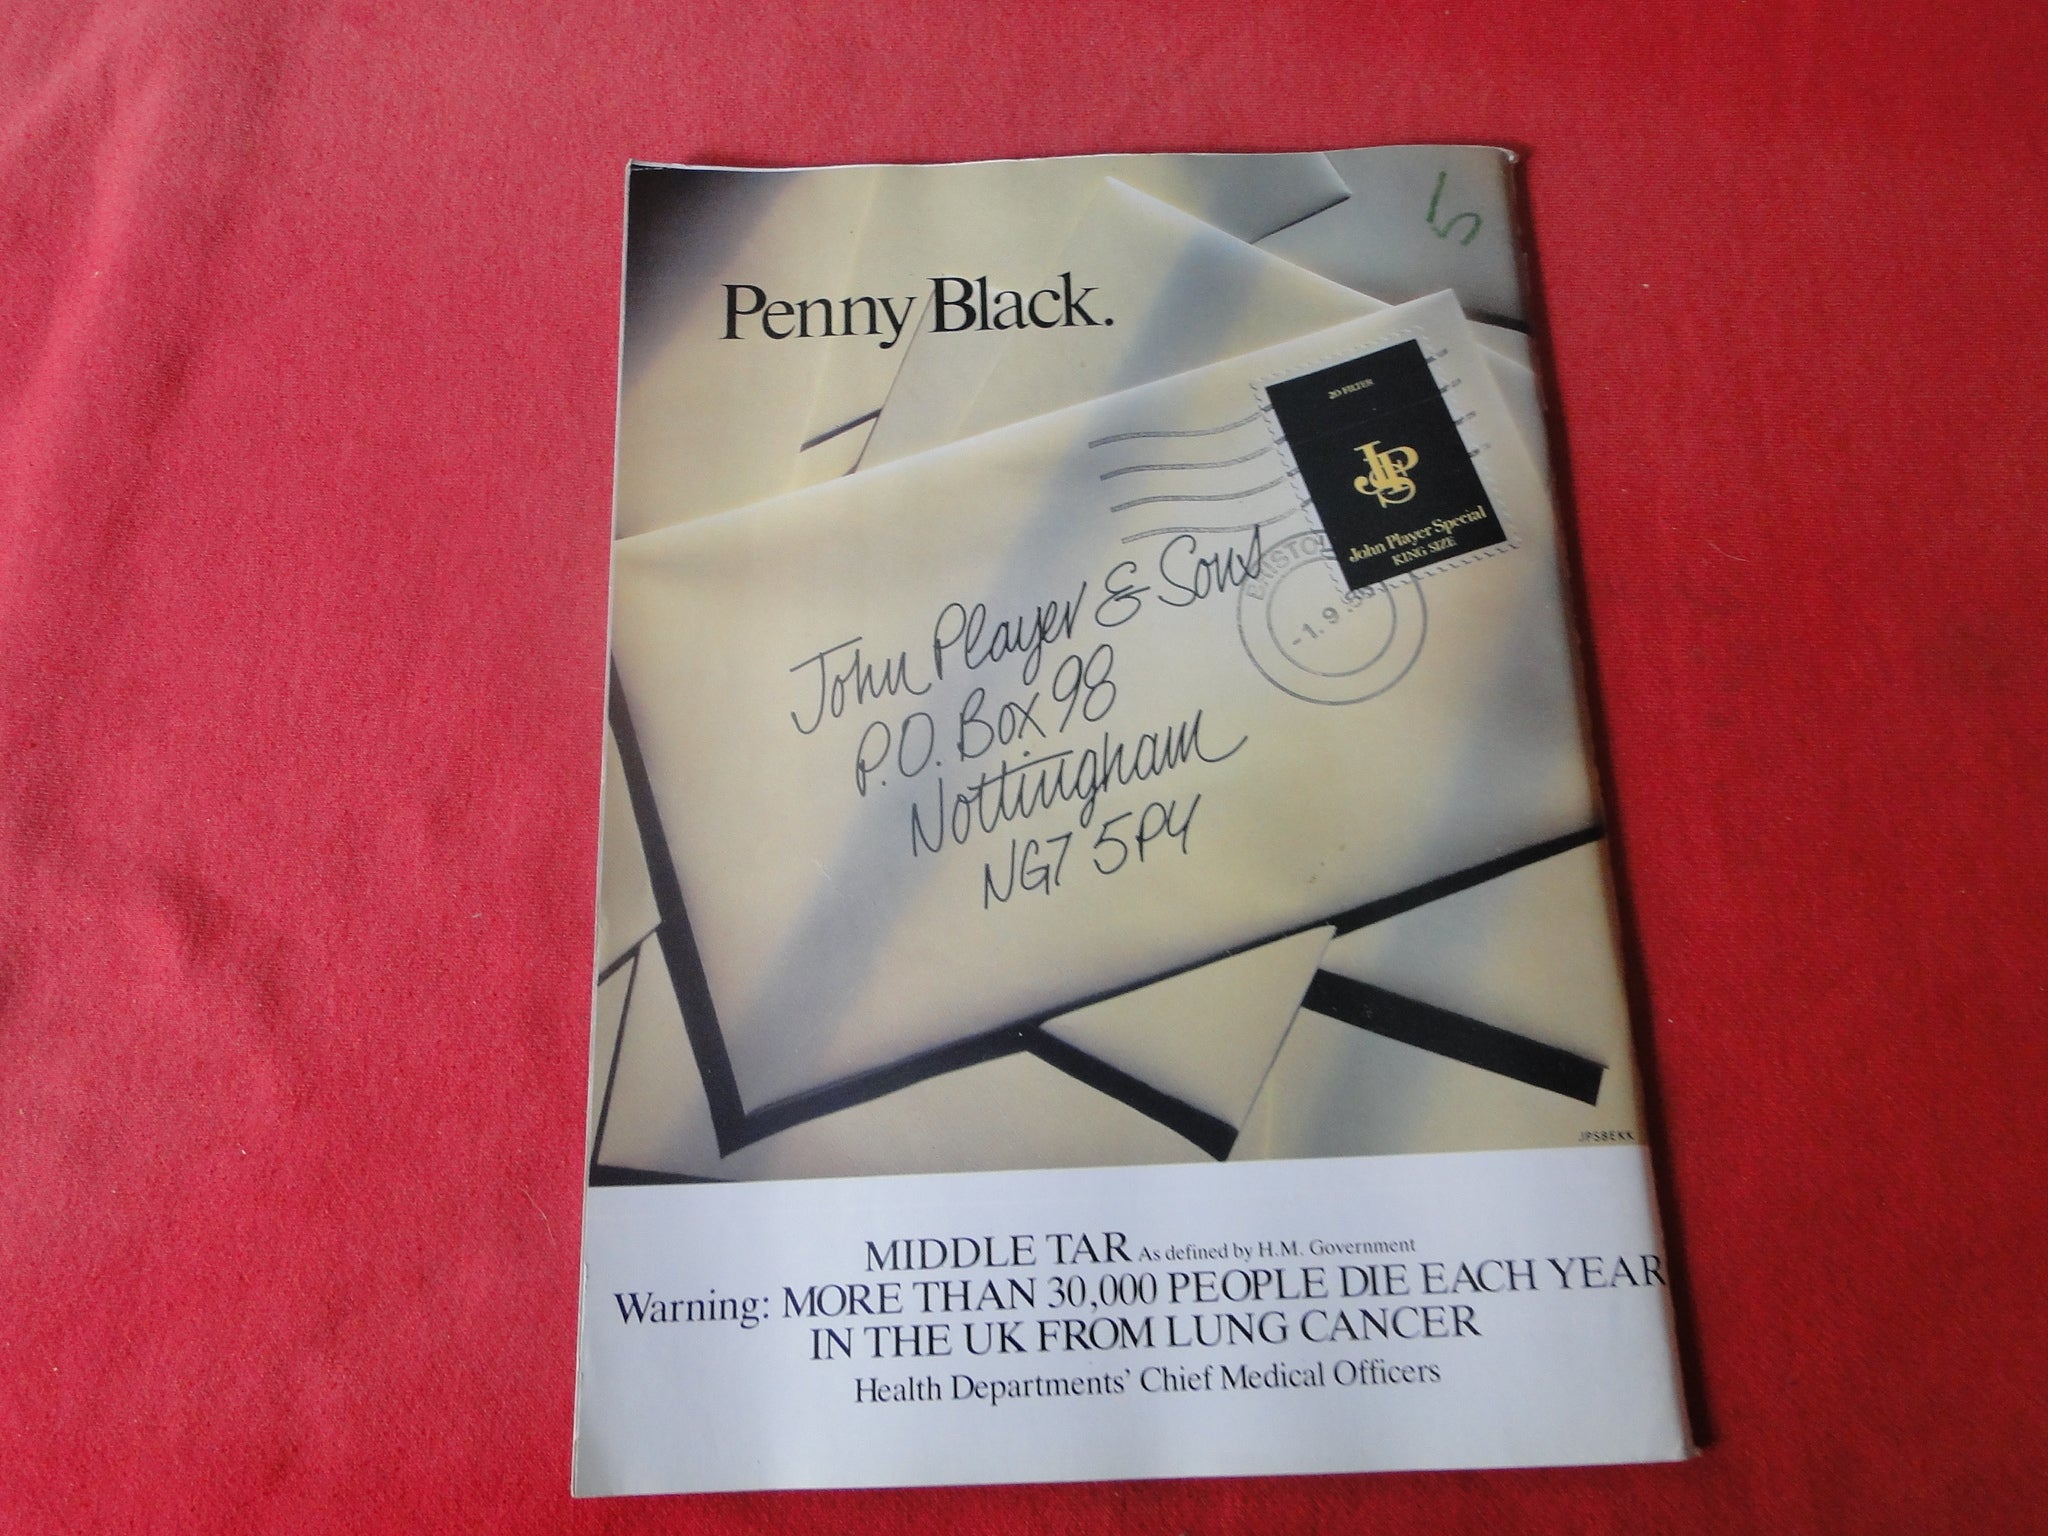 5
Penny Black.
20 FILTER
JPS
John Player Special
KING SIZE
BRISTOL
-1.9
John Player & Sons
P.O. Box 98
Nottingham
NG7 5PY
JPSBEKK
MIDDLE TAR As defined by H.M. Government
Warning: MORE THAN 30,000 PEOPLE DIE EACH YEAR
IN THE UK FROM LUNG CANCER
Health Departments' Chief Medical Officers